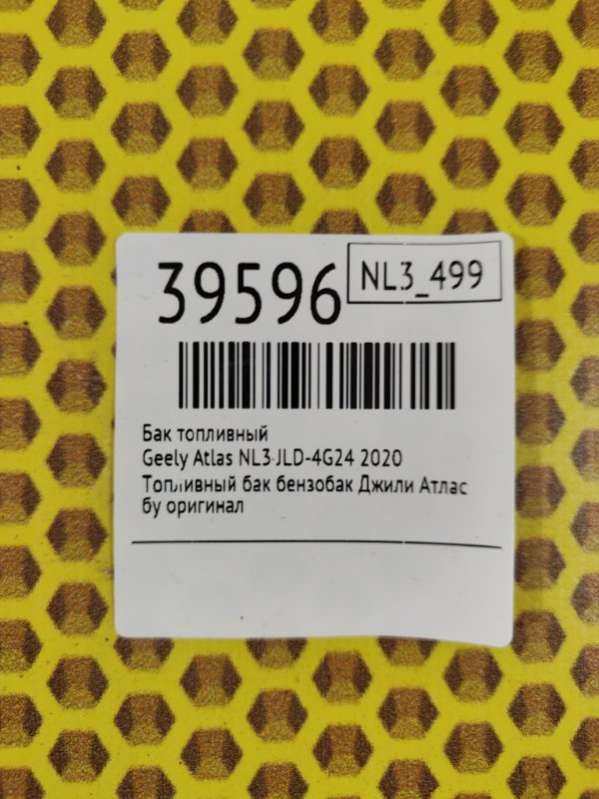 39596
NL3_499
Бак топливный
Geely Atlas NL3 JLD-4G24 2020
Топливный бак бензобак Джили Атлас
бу оригинал